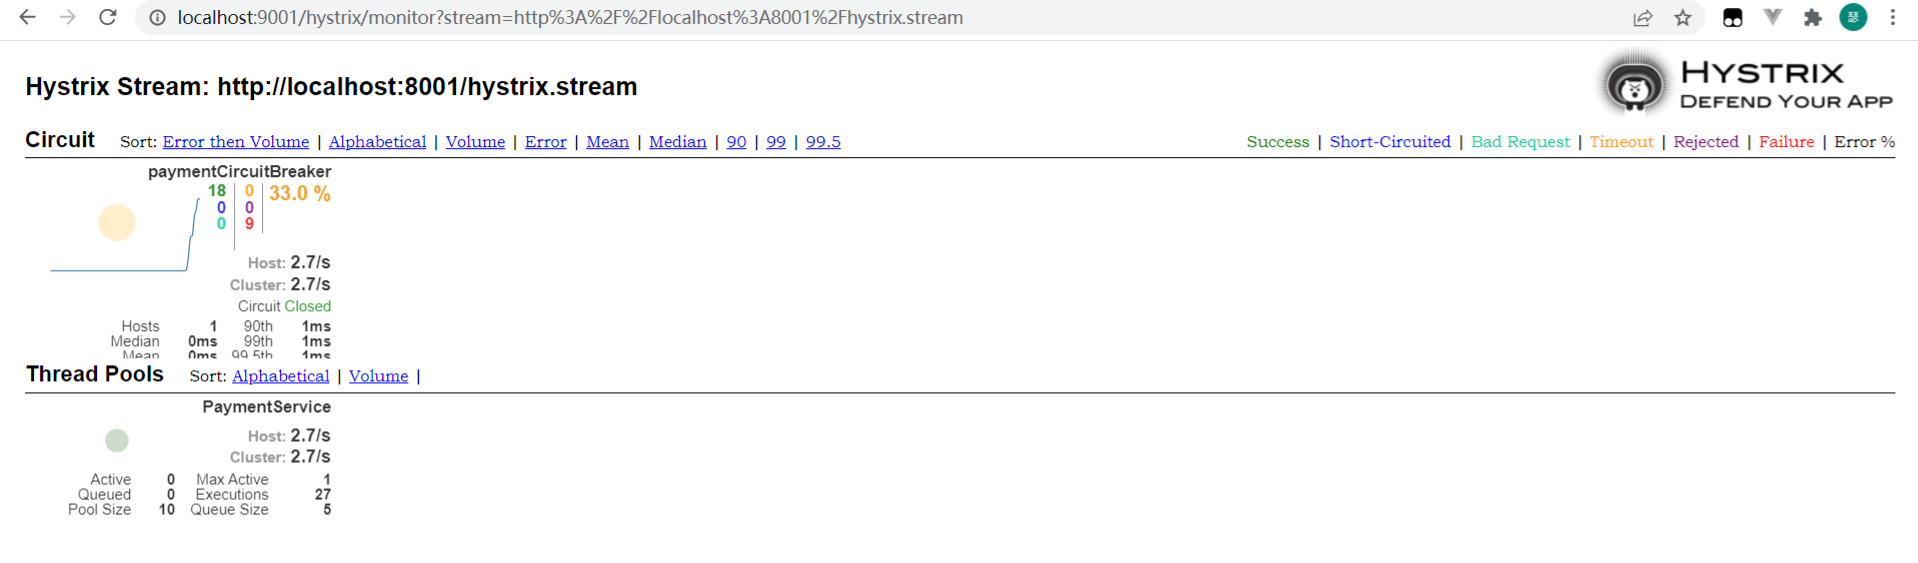 localhost:9001/hystrix/monitor?stream=http%3A%2F%2Flocalhost%3A8001%2Fhystrix.stream
瑟
Hystrix Stream: http://localhost:8001/hystrix.stream
HYSTRIX
DEFEND YOUR APP
Circuit Sort: Error then Volume | Alphabetical | Volume | Error | Mean | Median | 90 | 99 | 99.5
Success | Short-Circuited | Bad Request | Timeout | Rejected | Failure | Error %
paymentCircuitBreaker
18 0 33.0 %
0 0
0 9
Host: 2.7/s
Cluster: 2.7/s
Circuit Closed
Hosts 1 90th 1ms
Median 0ms 99th 1ms
Mean 0ms 99.5th 1ms
Thread Pools Sort: Alphabetical | Volume |
PaymentService
Host: 2.7/s
Cluster: 2.7/s
Active 0 Max Active 1
Queued 0 Executions 27
Pool Size 10 Queue Size 5